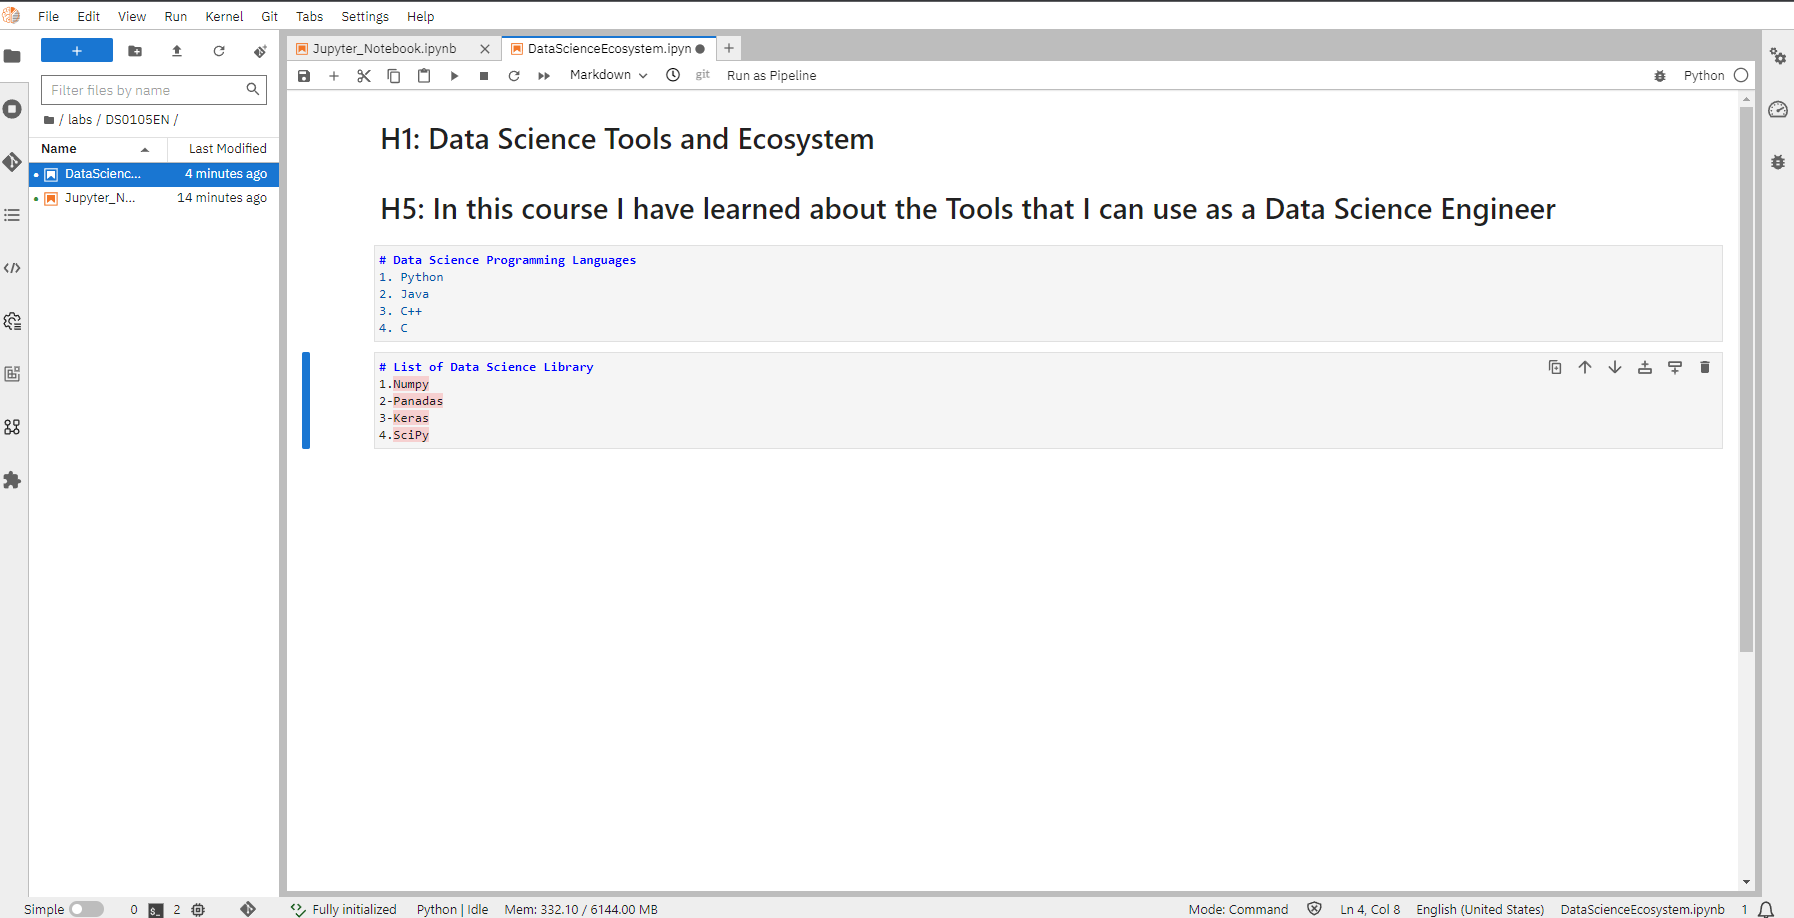 File Edit View Run Kernel Git Tabs Settings Help
Filter files by name
/ labs / DS0105EN /
Name Last Modified
DataScienc... 4 minutes ago
Jupyter_N... 14 minutes ago
Jupyter_Notebook.ipynb
DataScienceEcosystem.ipyn
Markdown git Run as Pipeline Python
H1: Data Science Tools and Ecosystem
H5: In this course I have learned about the Tools that I can use as a Data Science Engineer
# Data Science Programming Languages
1. Python
2. Java
3. C++
4. C
# List of Data Science Library
1.Numpy
2-Panadas
3-Keras
4.SciPy
Simple 0 $_ 2 Fully initialized Python | Idle Mem: 332.10 / 6144.00 MB Mode: Command Ln 4, Col 8 English (United States) DataScienceEcosystem.ipynb 1